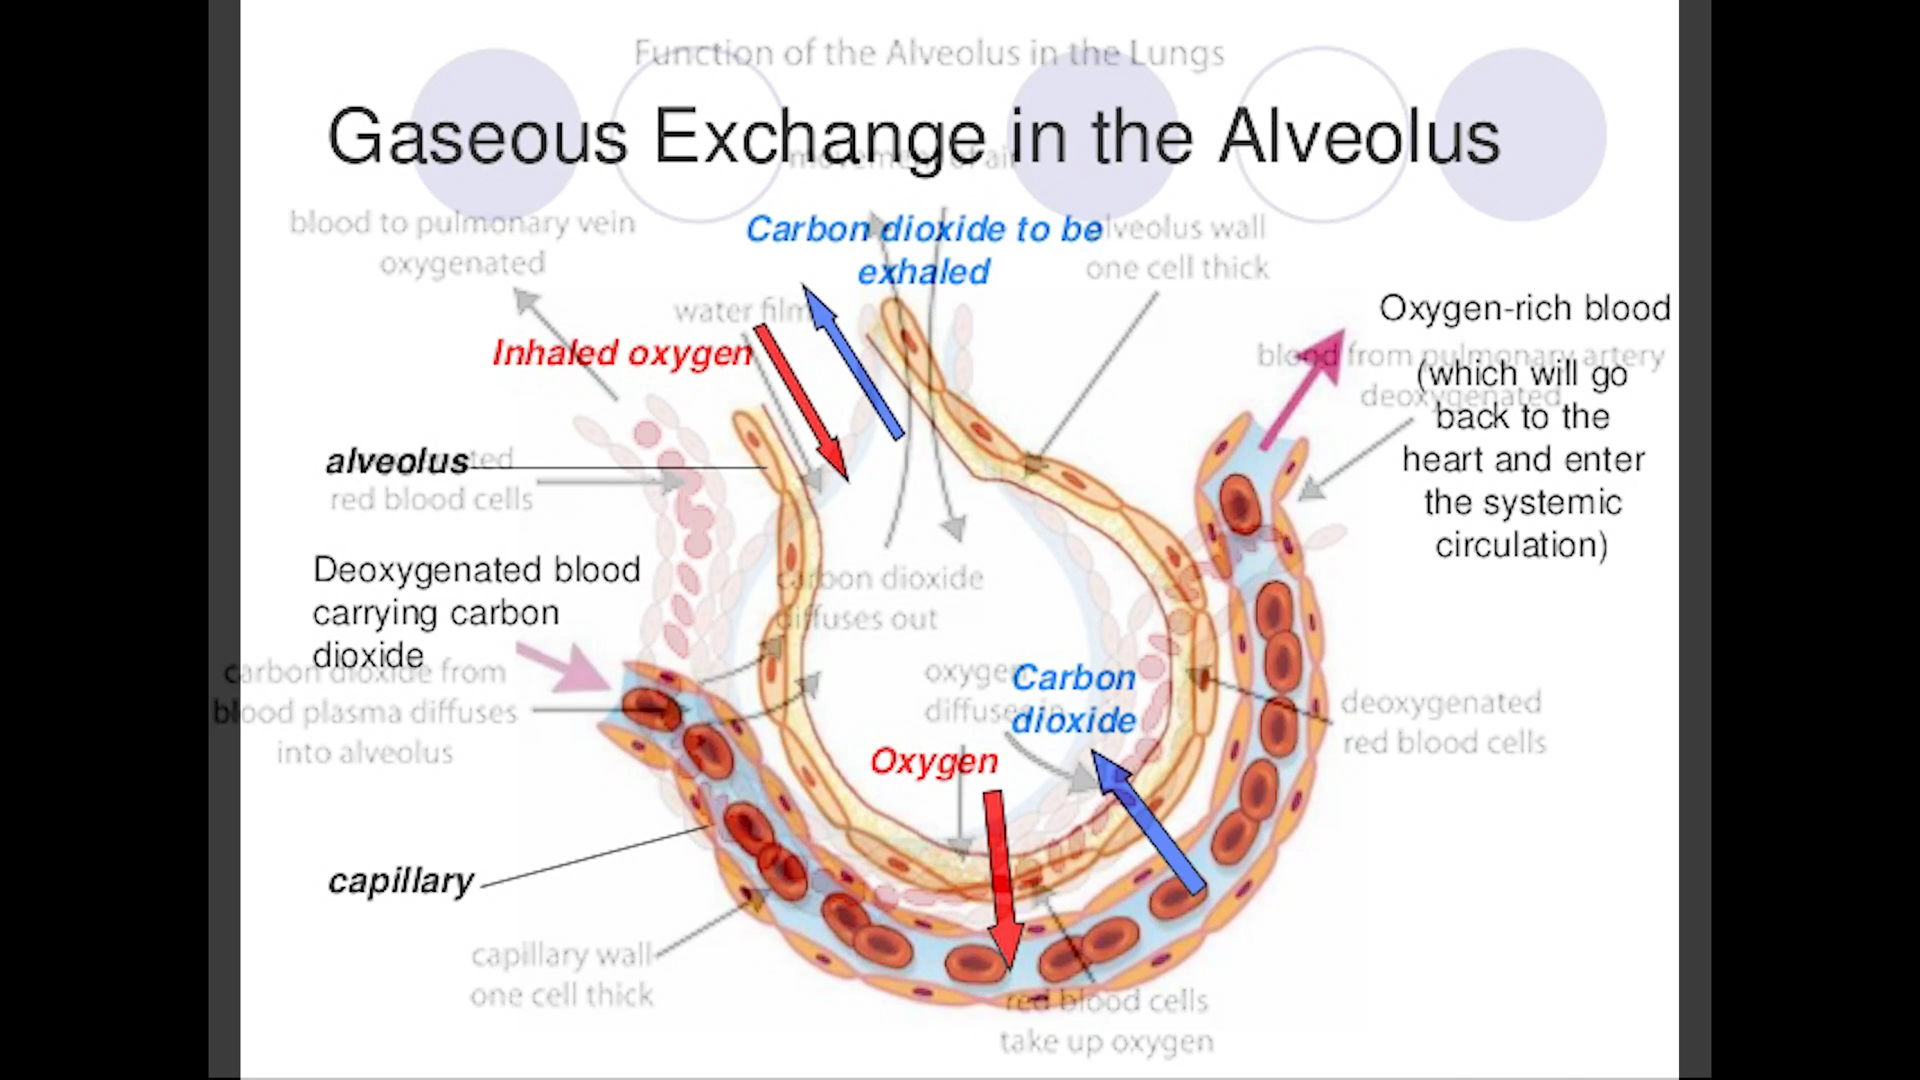 Function of the Alveolus in the Lungs
Gaseous Exchange in the Alveolus
movement of air
blood to pulmonary vein
oxygenated
Carbon dioxide to be
exhaled
alveolus wall
one cell thick
water film
Inhaled oxygen
Oxygen-rich blood
(which will go
back to the
heart and enter
the systemic
circulation)
blood from pulmonary artery
deoxygenated
alveolus
red blood cells
Deoxygenated blood
carrying carbon
dioxide
carbon dioxide
diffuses out
carbon dioxide from
blood plasma diffuses
into alveolus
oxygen
diffuses in
Carbon
dioxide
Oxygen
deoxygenated
red blood cells
capillary
capillary wall
one cell thick
red blood cells
take up oxygen